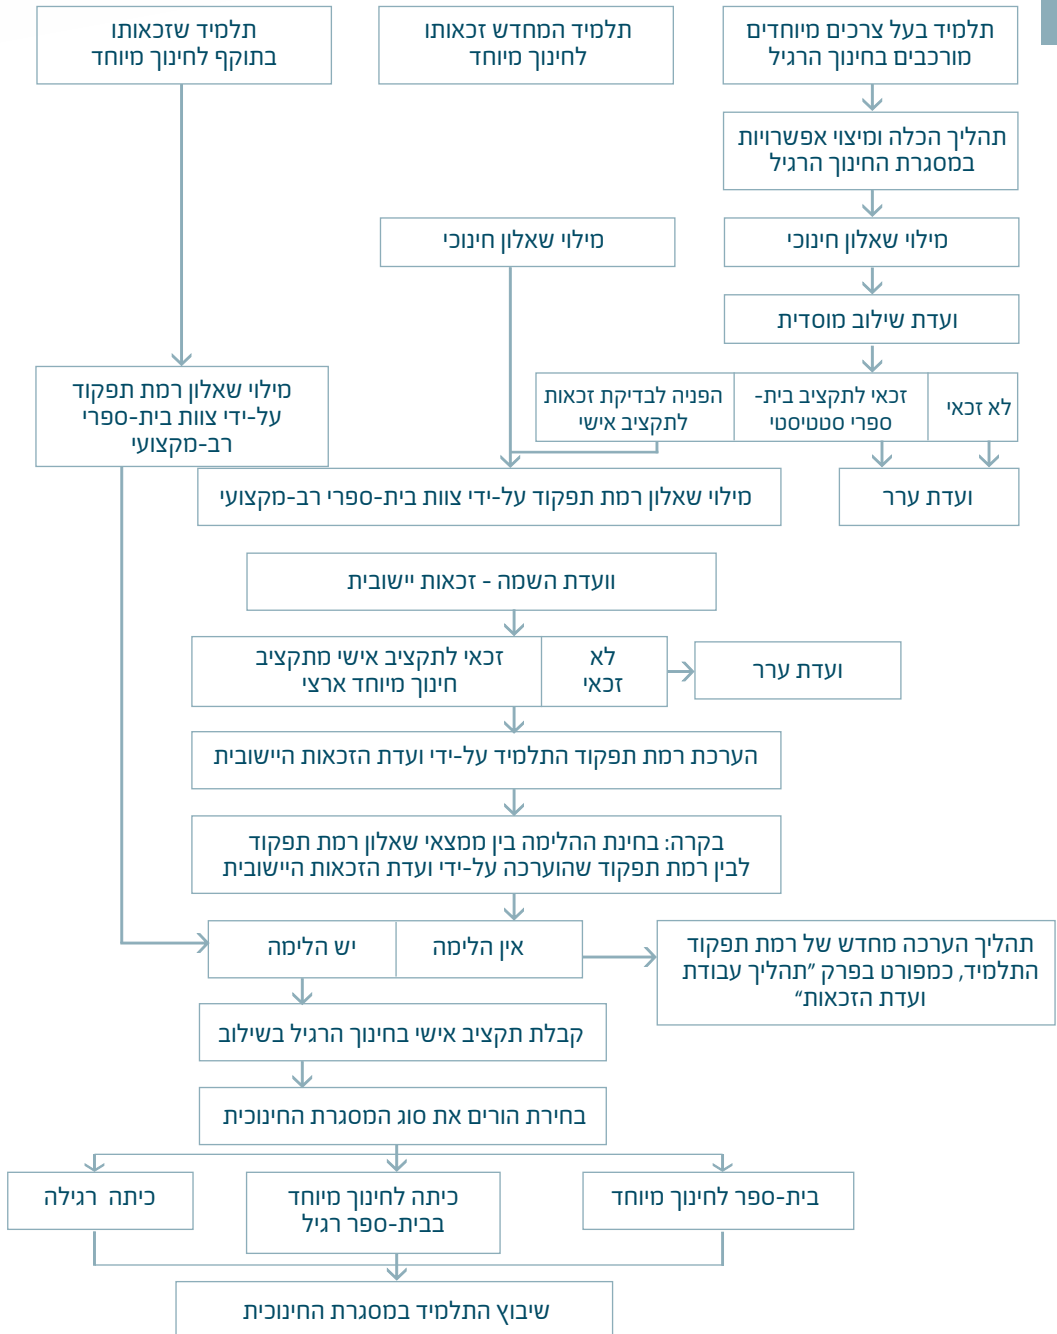 תלמיד בעל צרכים מיוחדים
מורכבים בחינוך הרגיל
תלמיד המחדש זכאותו
לחינוך מיוחד
תלמיד שזכאותו
בתוקף לחינוך מיוחד
תהליך הכלה ומיצוי אפשרויות
במסגרת החינוך הרגיל
מילוי שאלון חינוכי
מילוי שאלון חינוכי
ועדת שילוב מוסדית
לא זכאי
זכאי לתקציב בית-
ספרי סטטיסטי
הפניה לבדיקת זכאות
לתקציב אישי
מילוי שאלון רמת תפקוד
על-ידי צוות בית-ספרי
רב-מקצועי
ועדת ערר
מילוי שאלון רמת תפקוד על-ידי צוות בית-ספרי רב-מקצועי
וועדת השמה - זכאות יישובית
לא
זכאי
זכאי לתקציב אישי מתקציב
חינוך מיוחד ארצי
ועדת ערר
הערכת רמת תפקוד התלמיד על-ידי ועדת הזכאות היישובית
בקרה: בחינת ההלימה בין ממצאי שאלון רמת תפקוד
לבין רמת תפקוד שהוערכה על-ידי ועדת הזכאות היישובית
אין הלימה
יש הלימה
תהליך הערכה מחדש של רמת תפקוד
התלמיד, כמפורט בפרק "תהליך עבודת
ועדת הזכאות"
קבלת תקציב אישי בחינוך הרגיל בשילוב
בחירת הורים את סוג המסגרת החינוכית
בית-ספר לחינוך מיוחד
כיתה לחינוך מיוחד
בבית-ספר רגיל
כיתה רגילה
שיבוץ התלמיד במסגרת החינוכית